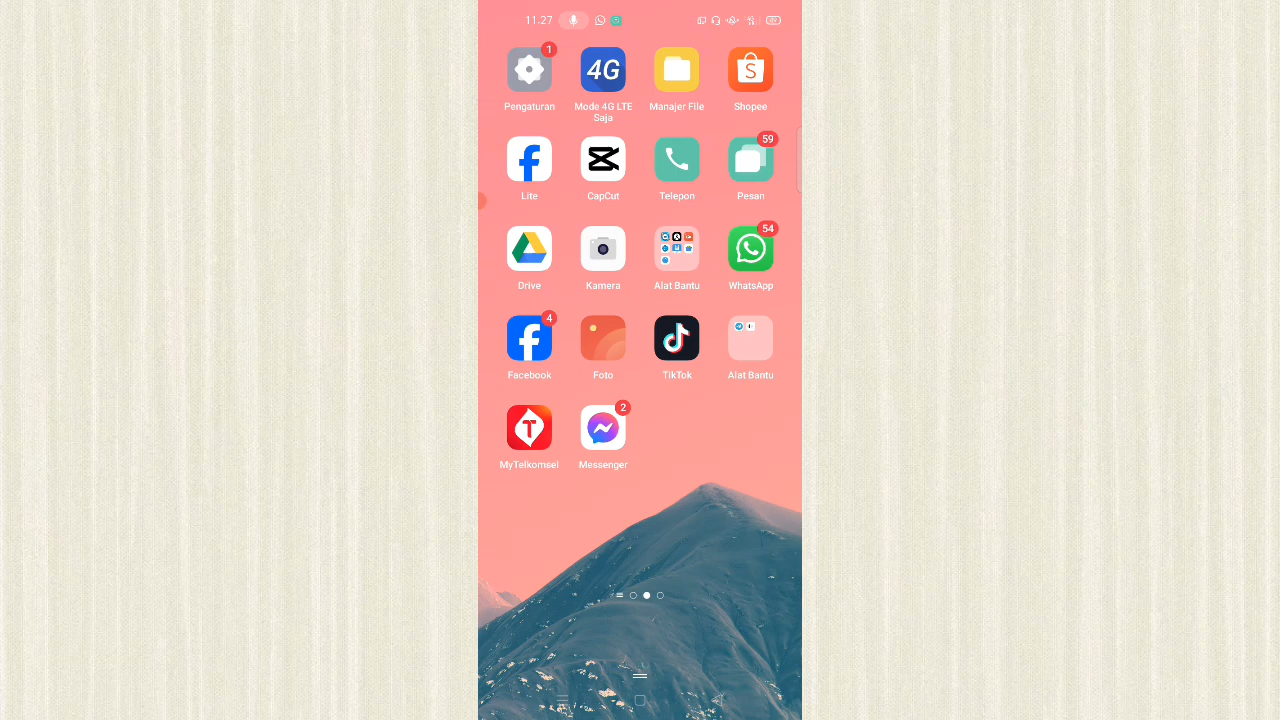 11.27
1
4G
Pengaturan
Mode 4G LTE
Saja
Manajer File
Shopee
59
Lite
CapCut
Telepon
Pesan
54
Drive
Kamera
Alat Bantu
WhatsApp
4
Facebook
Foto
TikTok
Alat Bantu
2
MyTelkomsel
Messenger